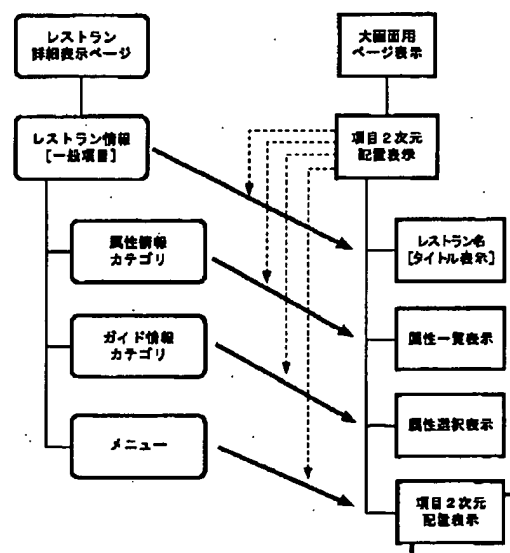 レストラン
詳細表示ページ
大画面用
ページ表示
レストラン情報
[一般項目]
項目2次元
配置表示
属性情報
カテゴリ
レストラン名
[タイトル表示]
ガイド情報
カテゴリ
属性一覧表示
メニュー
属性選択表示
項目2次元
配置表示